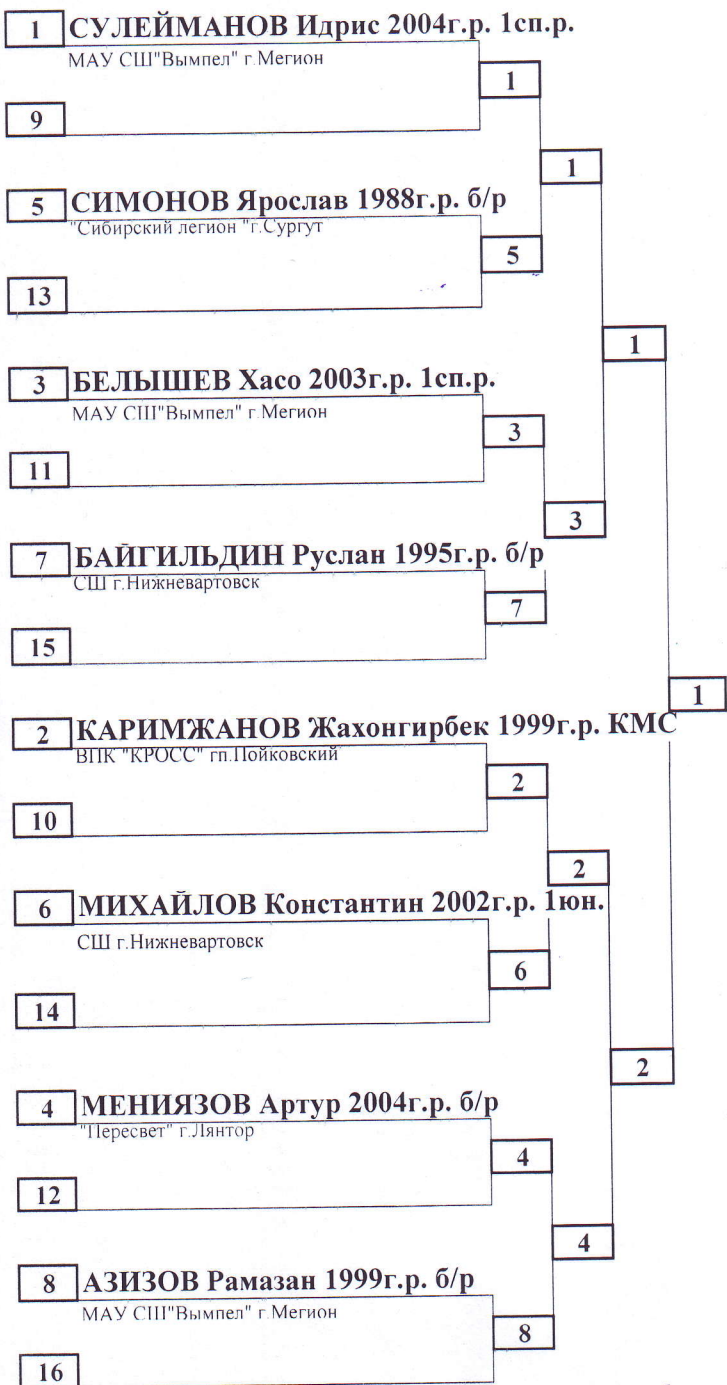 1 СУЛЕЙМАНОВ Идрис 2004г.р. 1сп.р.
МАУ СШ"Вымпел" г.Мегион
1
9
1
5 СИМОНОВ Ярослав 1988г.р. б/р
"Сибирский легион "г.Сургут
5
13
1
3 БЕЛЫШЕВ Хасо 2003г.р. 1сп.р.
МАУ СШ"Вымпел" г.Мегион
3
11
3
7 БАЙГИЛЬДИН Руслан 1995г.р. б/р
СШ г.Нижневартовск
7
15
1
2 КАРИМЖАНОВ Жахонгирбек 1999г.р. КМС
ВПК "КРОСС" гп.Пойковский
2
10
2
6 МИХАЙЛОВ Константин 2002г.р. 1юн.
СШ г.Нижневартовск
6
14
2
4 МЕНИЯЗОВ Артур 2004г.р. б/р
"Пересвет" г.Лянтор
4
12
4
8 АЗИЗОВ Рамазан 1999г.р. б/р
МАУ СШ"Вымпел" г.Мегион
8
16